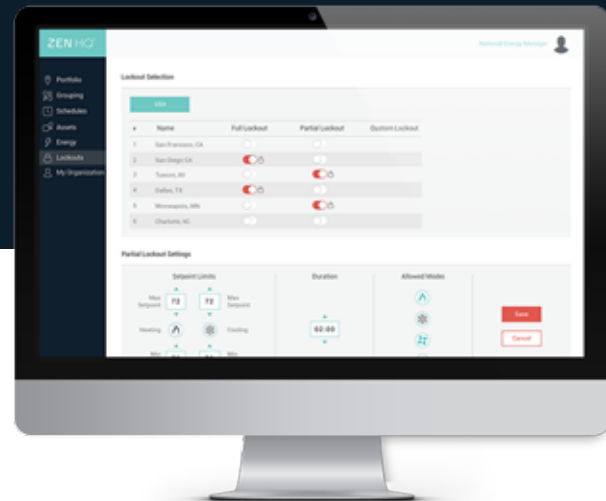 ZEN HQ
National Energy Manager
Portfolio
Grouping
Schedules
Assets
Energy
Lockouts
My Organization
Lockout Selection
USA
# Name Full Lockout Partial Lockout Custom Lockout
1 San Francisco, CA
2 San Diego, CA
3 Tuscon, AR
4 Dallas, TX
5 Minneapolis, MN
6 Charlotte, NC
Partial Lockout Settings
Setpoint Limits Duration Allowed Modes
Max Setpoint 72 72 Max Setpoint
Heating Cooling
02:00
Save
Cancel
Min Min